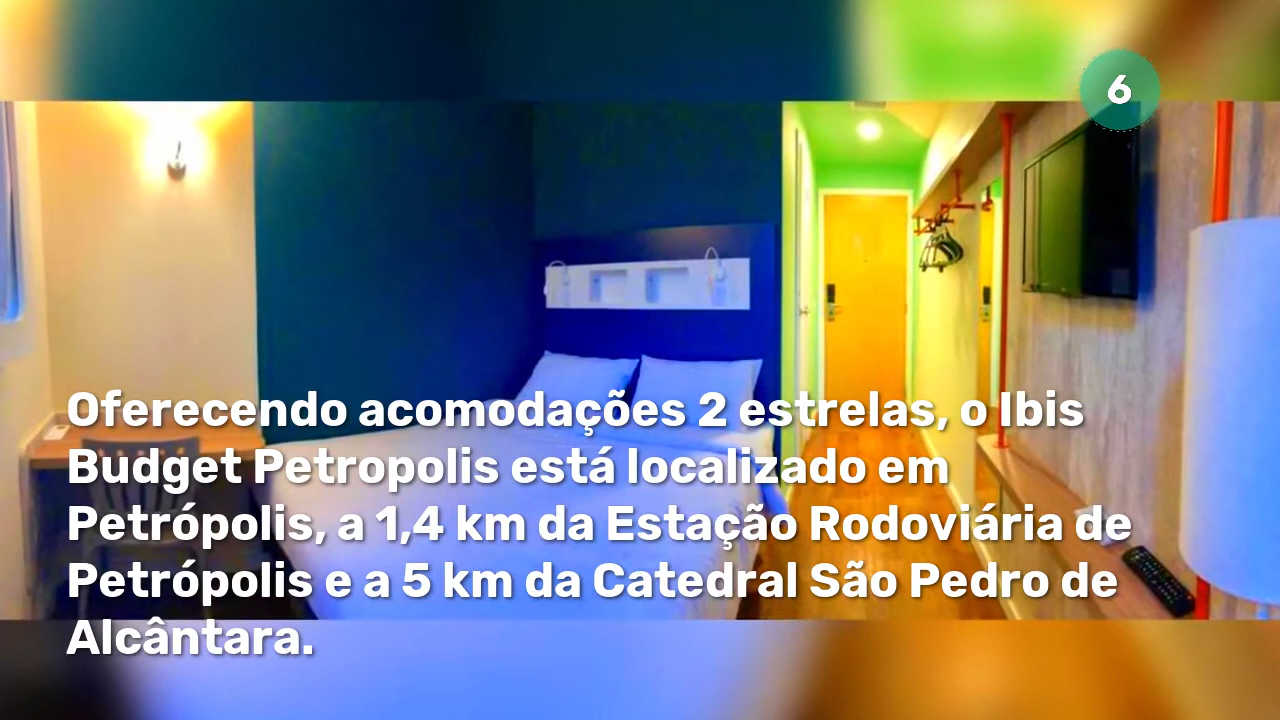 6
Oferecendo acomodações 2 estrelas, o Ibis
Budget Petropolis está localizado em
Petrópolis, a 1,4 km da Estação Rodoviária de
Petrópolis e a 5 km da Catedral São Pedro de
Alcântara.